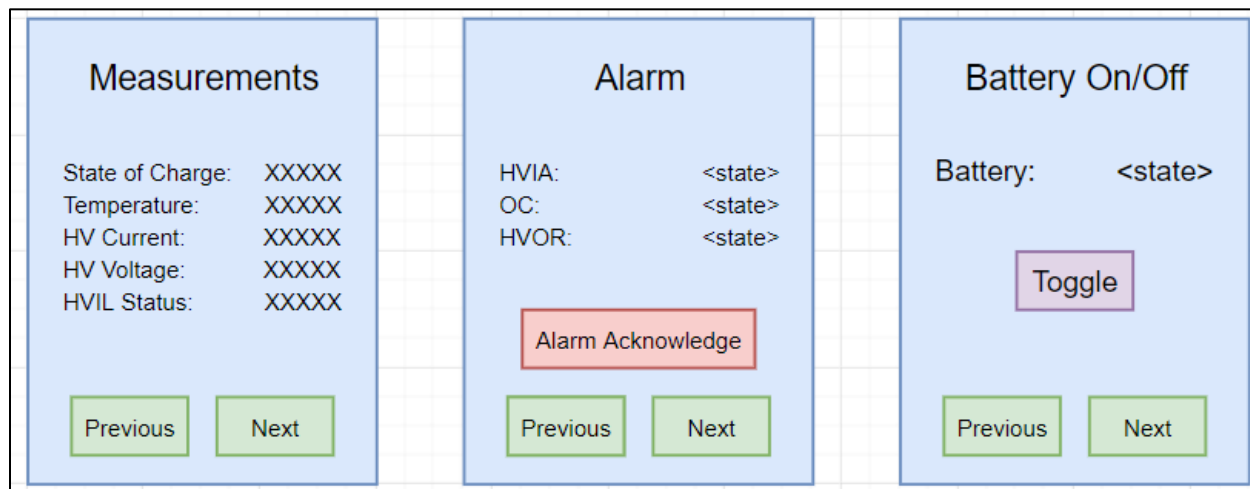 Measurements
State of Charge: XXXXX
Temperature: XXXXX
HV Current: XXXXX
HV Voltage: XXXXX
HVIL Status: XXXXX
Previous Next
Alarm
HVIA: <state>
OC: <state>
HVOR: <state>
Alarm Acknowledge
Previous Next
Battery On/Off
Battery: <state>
Toggle
Previous Next